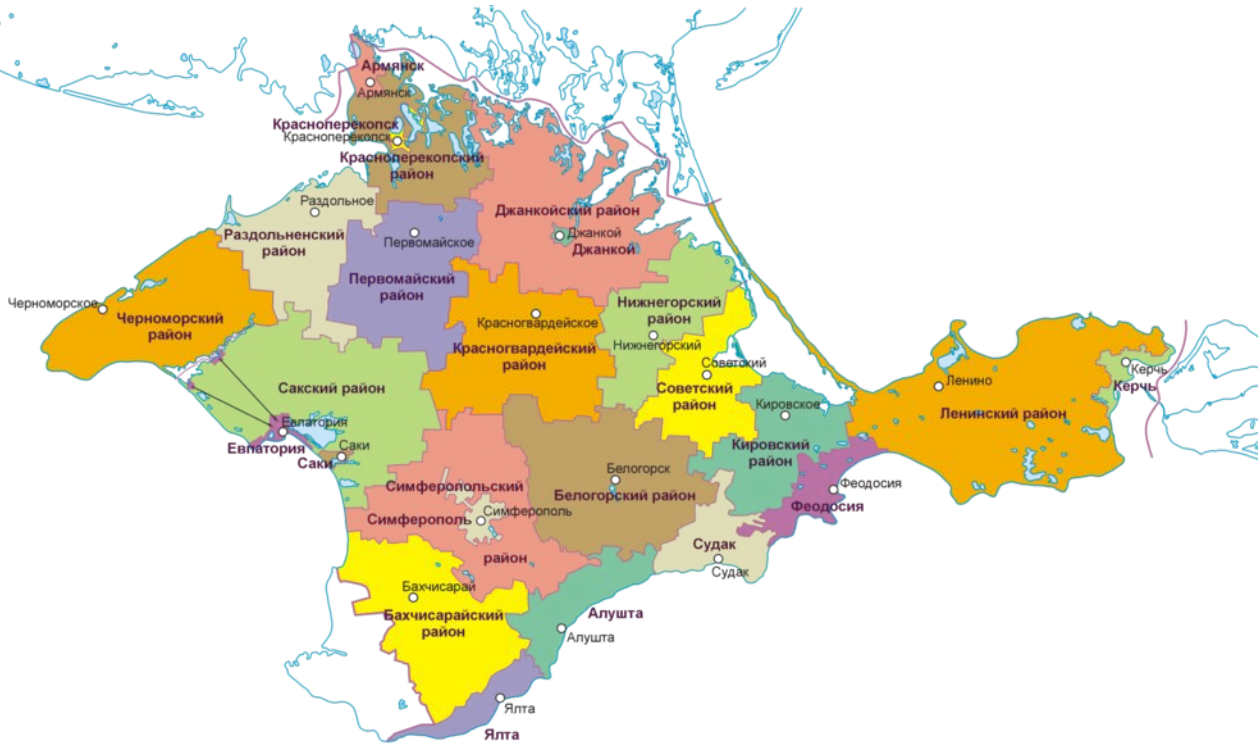 Армянск
Армянск
Красноперекопск
Красноперекопск
Красноперекопский
район
Раздольное
Джанкойский район
Раздольненский
район
Первомайское
Джанкой
Джанкой
Первомайский
район
Черноморское
Черноморский
район
Красногвардейское
Красногвардейский
район
Нижнегорский
район
Нижнегорский
Советский
Советский
район
Сакский район
Кировское
Кировский
район
Ленино
Ленинский район
Керчь
Керчь
Евпатория
Евпатория
Саки
Саки
Белогорск
Белогорский район
Феодосия
Феодосия
Симферопольский
Симферополь
Симферополь
район
Судак
Судак
Бахчисарай
Бахчисарайский
район
Алушта
Алушта
Ялта
Ялта